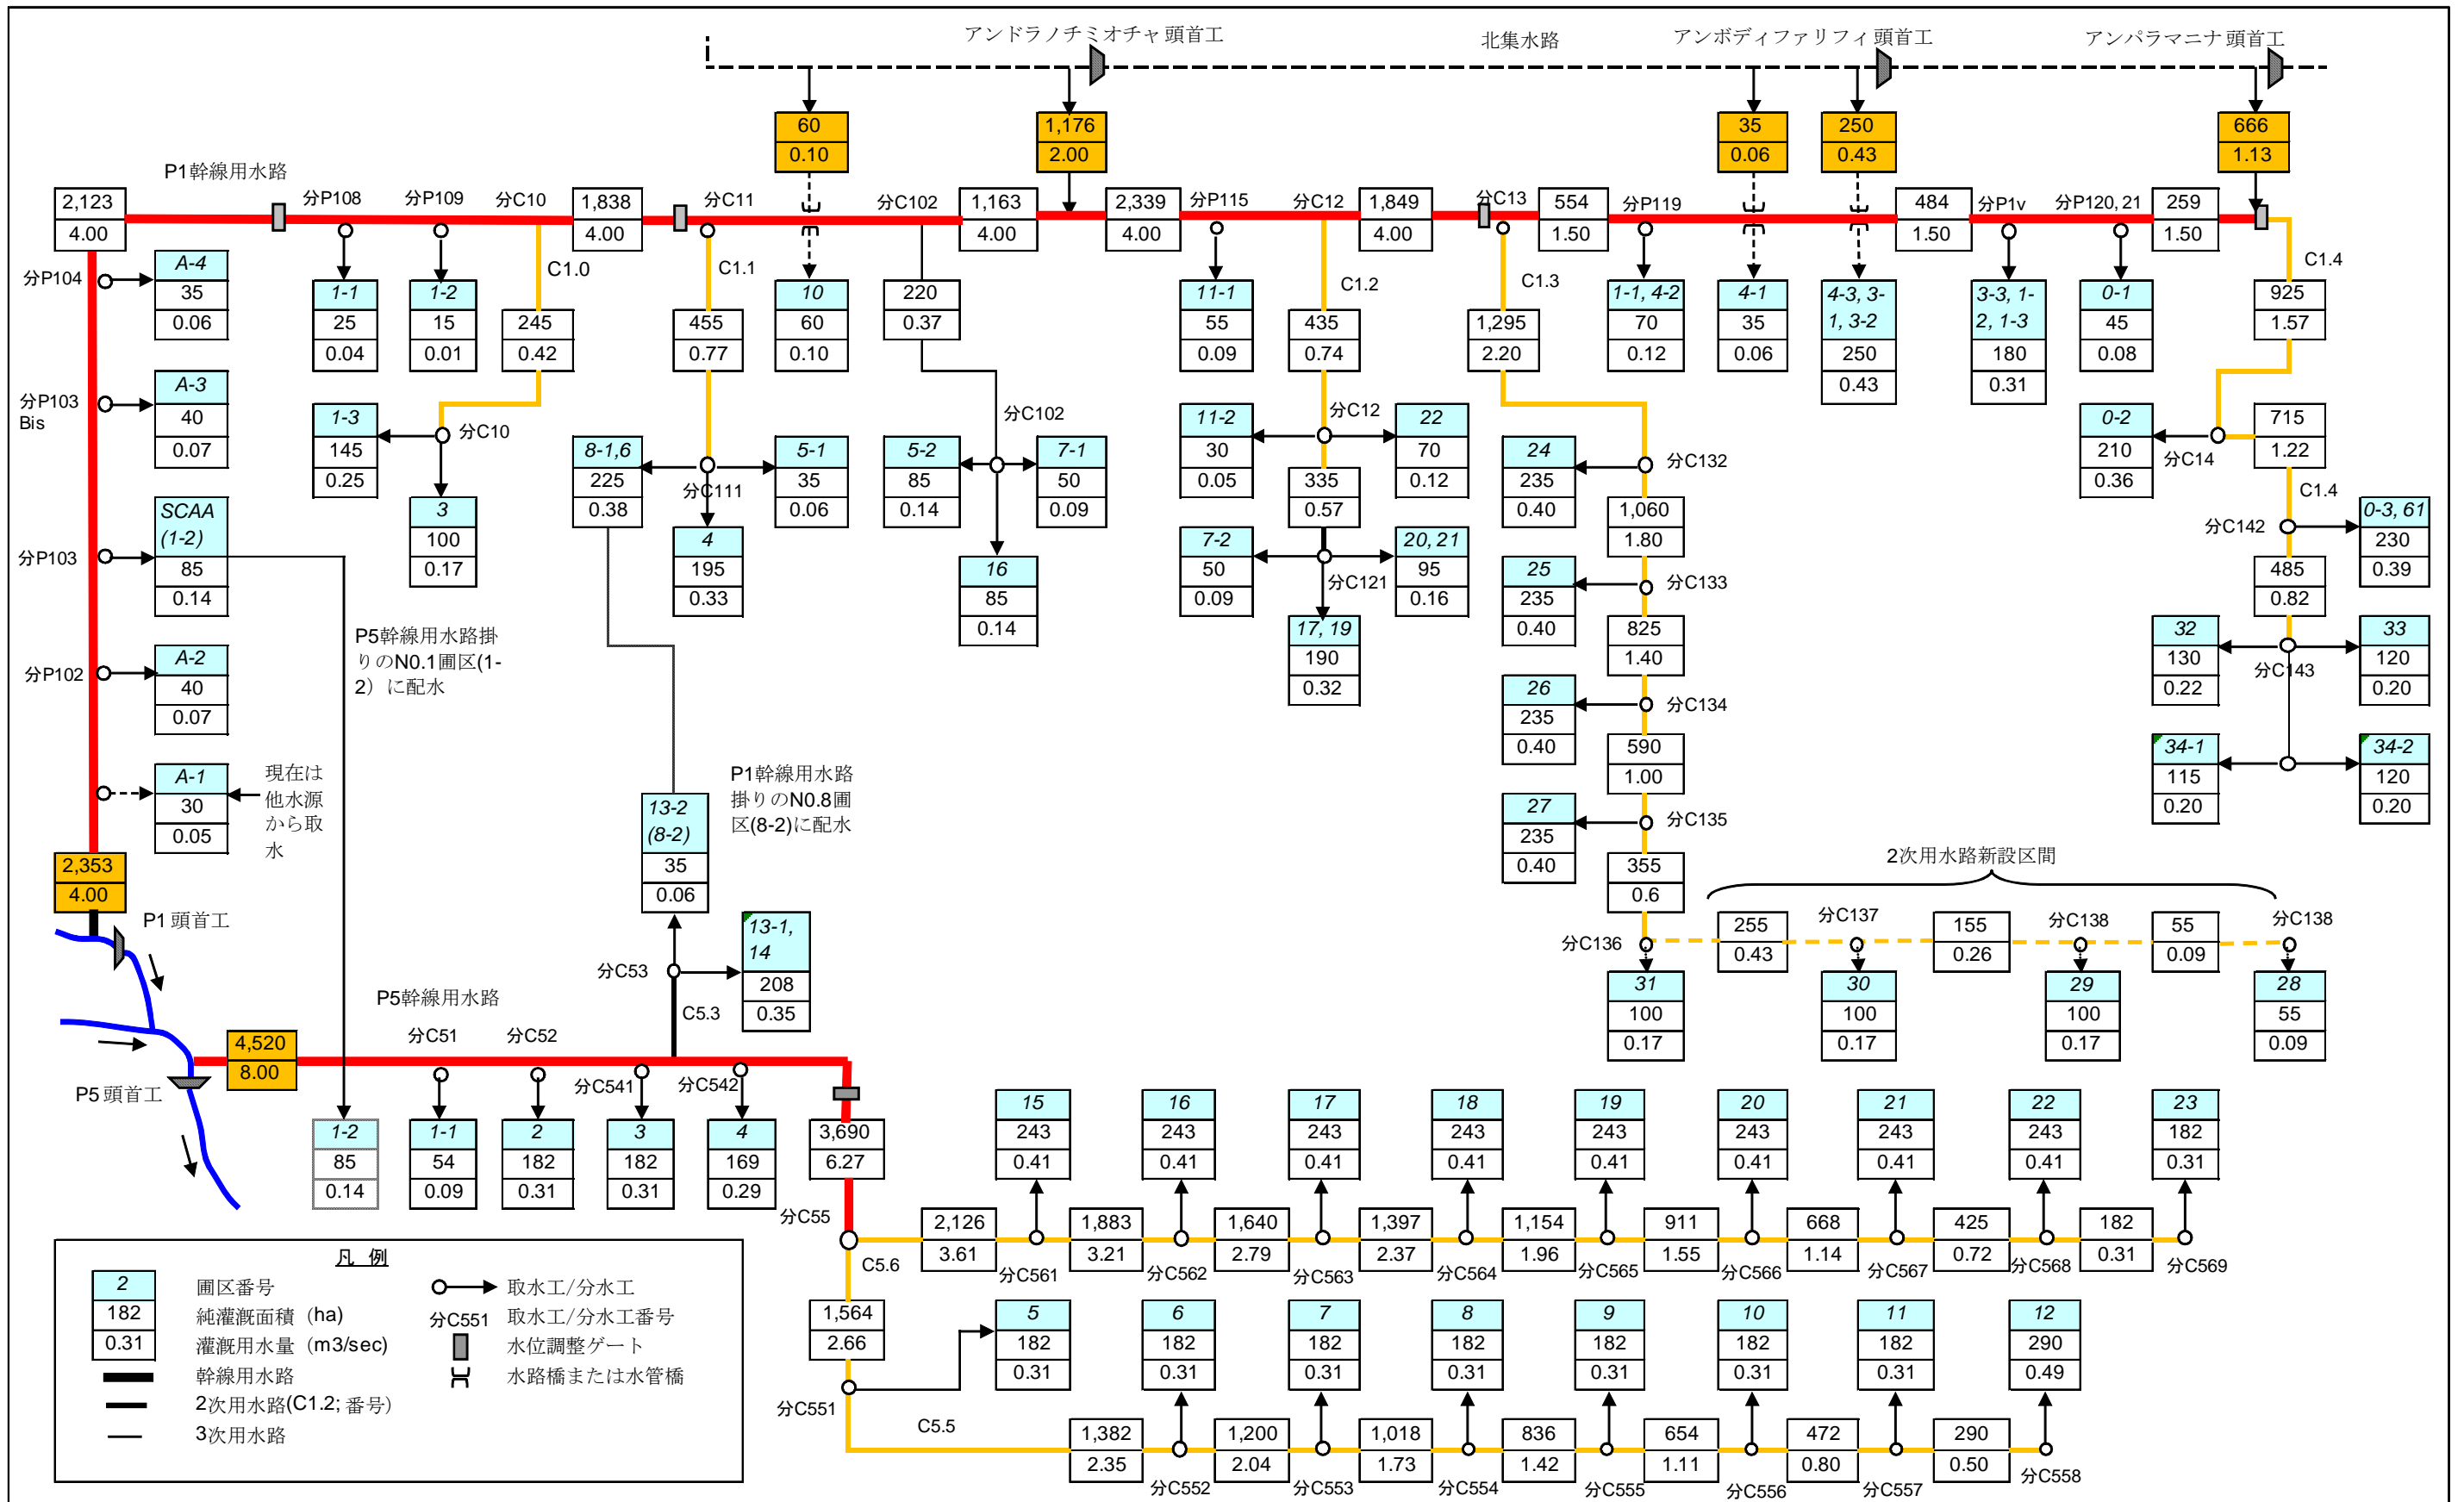 アンドラノチミオチャ頭首工
北集水路
アンボディファリフィ頭首工
アンパラマニナ頭首工
60
0.10
1,176
2.00
35
0.06
250
0.43
666
1.13
P1幹線用水路
2,123
4.00
分P108
分P109
分C10
1,838
4.00
分C11
分C102
1,163
4.00
2,339
4.00
分P115
分C12
1,849
4.00
分C13
554
1.50
分P119
484
1.50
分P1v
分P120, 21
259
1.50
分P104
A-4
35
0.06
1-1
25
0.04
1-2
15
0.01
C1.0
245
0.42
C1.1
455
0.77
10
60
0.10
220
0.37
11-1
55
0.09
C1.2
435
0.74
C1.3
1,295
2.20
1-1, 4-2
70
0.12
4-1
35
0.06
4-3, 3-
1, 3-2
250
0.43
3-3, 1-
2, 1-3
180
0.31
0-1
45
0.08
C1.4
925
1.57
分P103
Bis
A-3
40
0.07
1-3
145
0.25
分C10
3
100
0.17
8-1,6
225
0.38
分C111
5-1
35
0.06
4
195
0.33
分C102
5-2
85
0.14
7-1
50
0.09
16
85
0.14
11-2
30
0.05
分C12
22
70
0.12
335
0.57
7-2
50
0.09
分C121
20, 21
95
0.16
17, 19
190
0.32
24
235
0.40
分C132
1,060
1.80
25
235
0.40
分C133
825
1.40
26
235
0.40
分C134
590
1.00
27
235
0.40
分C135
355
0.6
0-2
210
0.36
分C14
715
1.22
C1.4
分C142
0-3, 61
230
0.39
485
0.82
32
130
0.22
分C143
33
120
0.20
34-1
115
0.20
34-2
120
0.20
分P103
SCAA
(1-2)
85
0.14
P5幹線用水路掛
りのN0.1圃区(1-
2）に配水
分P102
A-2
40
0.07
A-1
30
0.05
現在は
他水源
から取
水
2,353
4.00
P1 頭首工
13-2
(8-2)
35
0.06
P1幹線用水路
掛りのN0.8圃
区(8-2)に配水
分C53
13-1,
14
208
0.35
C5.3
2次用水路新設区間
分C136
255
0.43
分C137
155
0.26
分C138
55
0.09
分C138
31
100
0.17
30
100
0.17
29
100
0.17
28
55
0.09
P5幹線用水路
4,520
8.00
P5 頭首工
分C51
分C52
分C541
分C542
1-2
85
0.14
1-1
54
0.09
2
182
0.31
3
182
0.31
4
169
0.29
3,690
6.27
分C55
15
243
0.41
16
243
0.41
17
243
0.41
18
243
0.41
19
243
0.41
20
243
0.41
21
243
0.41
22
243
0.41
23
182
0.31
C5.6
2,126
3.61
分C561
1,883
3.21
分C562
1,640
2.79
分C563
1,397
2.37
分C564
1,154
1.96
分C565
911
1.55
分C566
668
1.14
分C567
425
0.72
分C568
182
0.31
分C569
1,564
2.66
分C551
5
182
0.31
6
182
0.31
7
182
0.31
8
182
0.31
9
182
0.31
10
182
0.31
11
182
0.31
12
290
0.49
C5.5
1,382
2.35
分C552
1,200
2.04
分C553
1,018
1.73
分C554
836
1.42
分C555
654
1.11
分C556
472
0.80
分C557
290
0.50
分C558
凡 例
2
圃区番号
182
純灌漑面積（ha)
0.31
灌漑用水量（m3/sec)
幹線用水路
2次用水路(C1.2; 番号）
3次用水路
取水工/分水工
分C551
取水工/分水工番号
水位調整ゲート
水路橋または水管橋